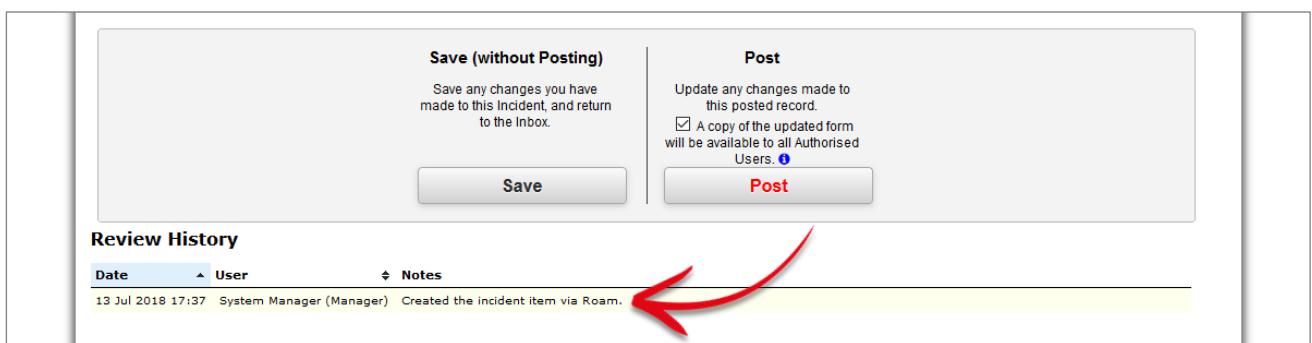 Save (without Posting)
Save any changes you have
made to this Incident, and return
to the Inbox.
Save
Post
Update any changes made to
this posted record.
A copy of the updated form
will be available to all Authorised
Users.
Post
Review History
Date User Notes
13 Jul 2018 17:37 System Manager (Manager) Created the incident item via Roam.